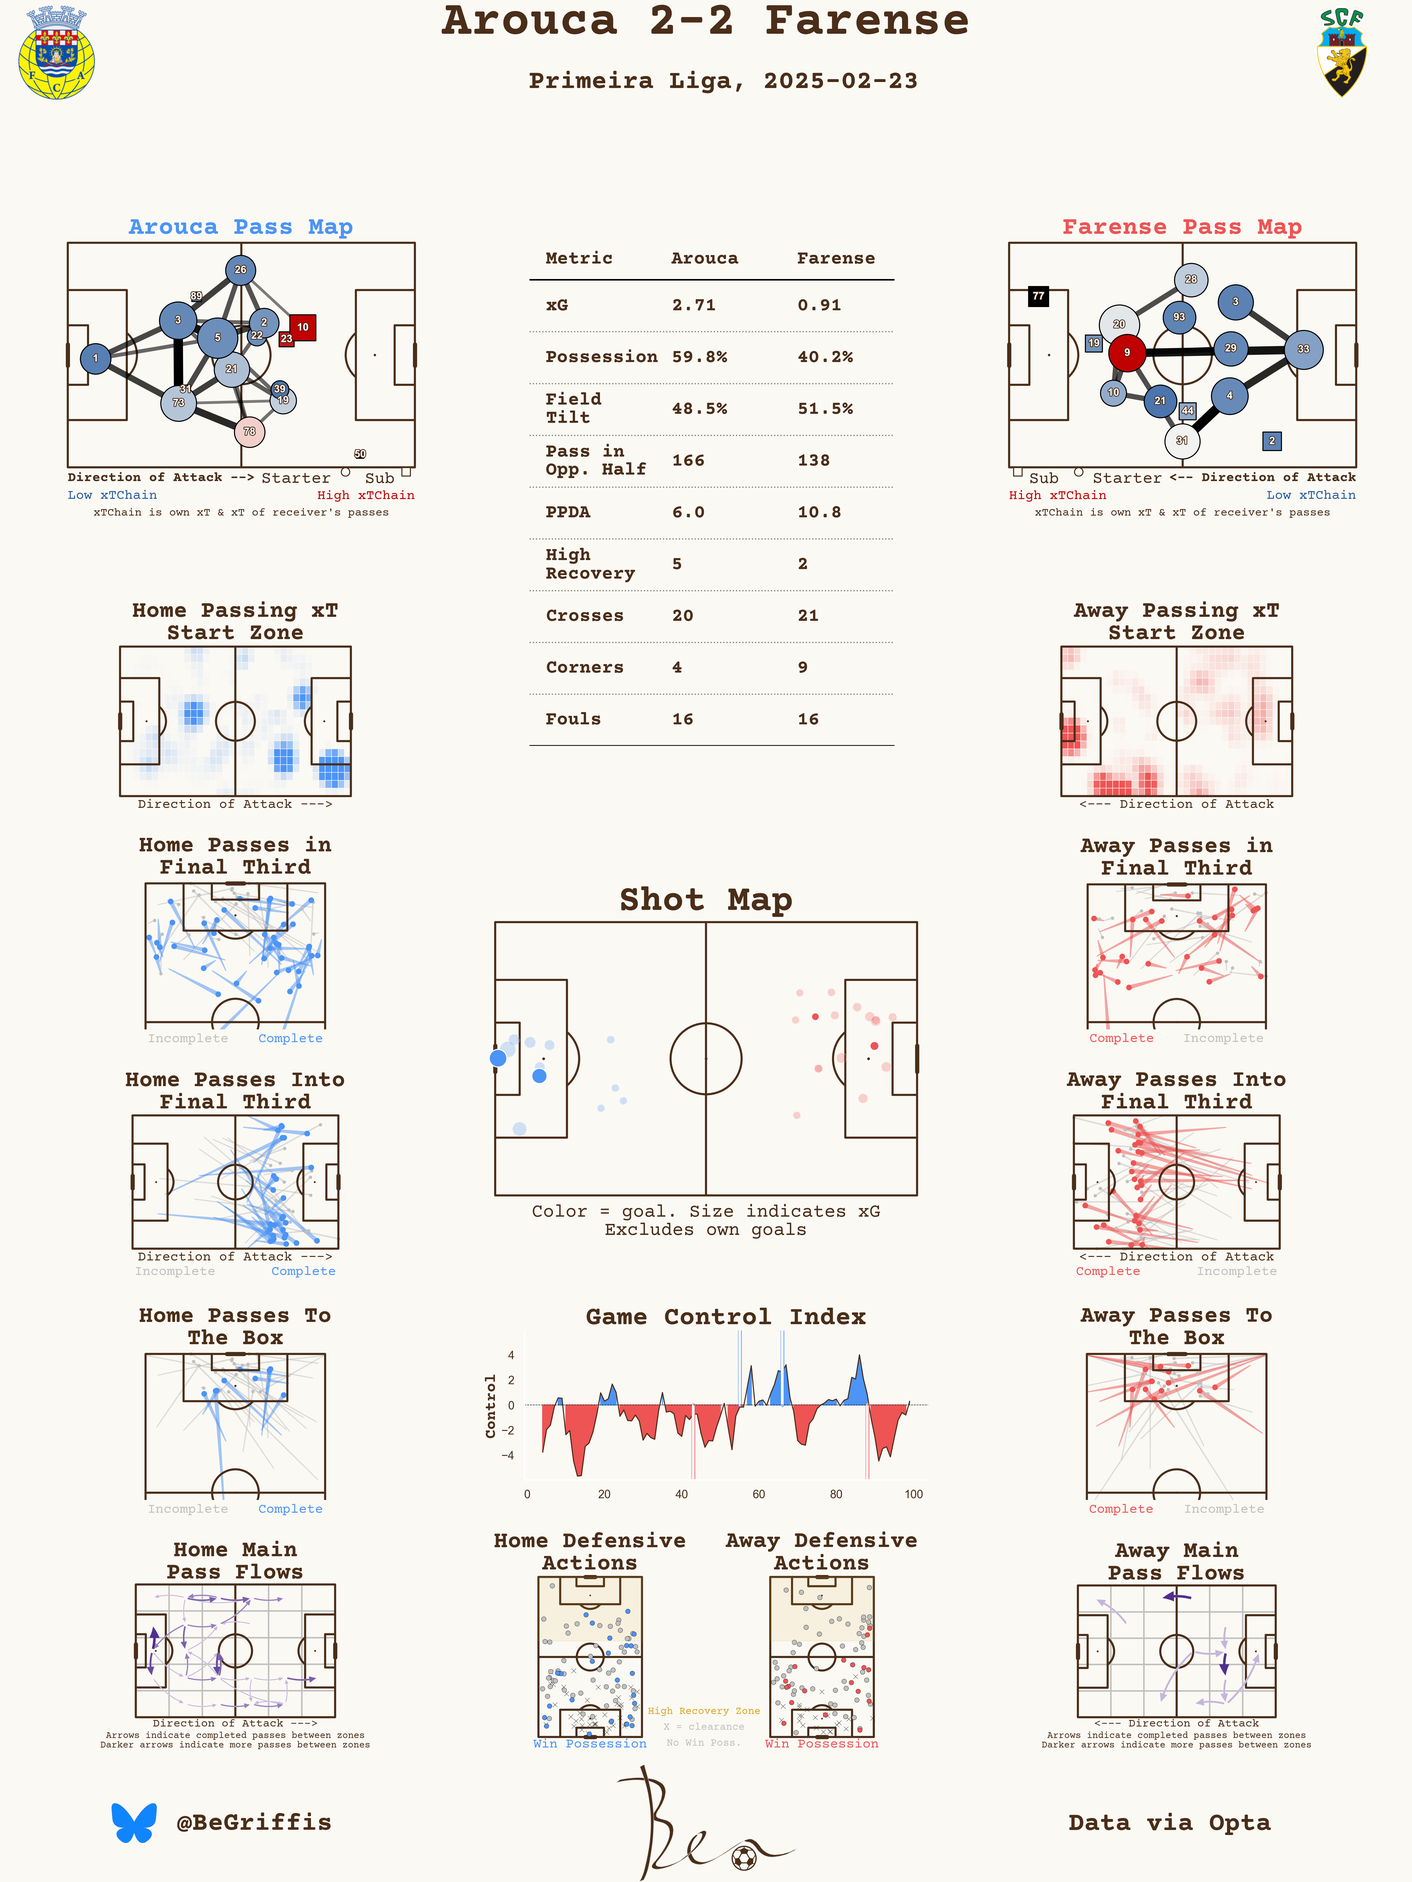 Arouca 2-2 Farense
Primeira Liga, 2025-02-23
F A
C
SCF
Arouca Pass Map
26
89
3
2
10
5
22
23
1
21
31
39
73
19
78
50
Direction of Attack --> Starter Sub
Low xTChain High xTChain
xTChain is own xT & xT of receiver's passes
Metric Arouca Farense
xG 2.71 0.91
Possession 59.8% 40.2%
Field
Tilt 48.5% 51.5%
Pass in
Opp. Half 166 138
PPDA 6.0 10.8
High
Recovery 5 2
Crosses 20 21
Corners 4 9
Fouls 16 16
Farense Pass Map
28
77
3
93
20
19
9
29
33
10
21
4
44
31
2
Sub Starter <-- Direction of Attack
High xTChain Low xTChain
xTChain is own xT & xT of receiver's passes
Home Passing xT
Start Zone
Direction of Attack --->
Away Passing xT
Start Zone
<--- Direction of Attack
Home Passes in
Final Third
Incomplete Complete
Away Passes in
Final Third
Complete Incomplete
Shot Map
Color = goal. Size indicates xG
Excludes own goals
Home Passes Into
Final Third
Direction of Attack --->
Incomplete Complete
Away Passes Into
Final Third
<--- Direction of Attack
Complete Incomplete
Home Passes To
The Box
Incomplete Complete
Game Control Index
Control
4
2
0
−2
−4
0 20 40 60 80 100
Away Passes To
The Box
Complete Incomplete
Home Main
Pass Flows
Direction of Attack --->
Arrows indicate completed passes between zones
Darker arrows indicate more passes between zones
Home Defensive
Actions
Win Possession
Away Defensive
Actions
Win Possession
High Recovery Zone
X = clearance
No Win Poss.
Away Main
Pass Flows
<--- Direction of Attack
Arrows indicate completed passes between zones
Darker arrows indicate more passes between zones
@BeGriffis
Ben
Data via Opta